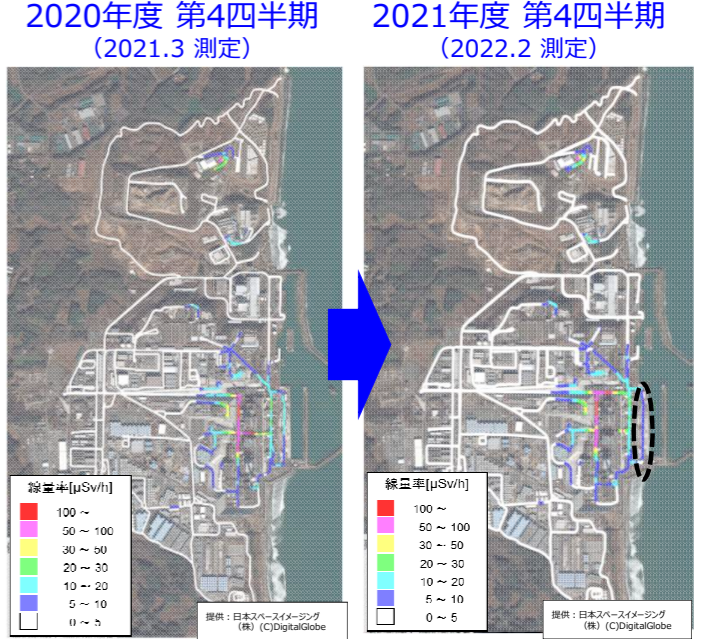 2020年度 第4四半期
（2021.3 測定）
2021年度 第4四半期
（2022.2 測定）
線量率[μSv/h]
100 ～
50 ～ 100
30 ～ 50
20 ～ 30
10 ～ 20
5 ～ 10
0 ～ 5
提供：日本スペースイメージング
（株）(C)DigitalGlobe
線量率[μSv/h]
100 ～
50 ～ 100
30 ～ 50
20 ～ 30
10 ～ 20
5 ～ 10
0 ～ 5
提供：日本スペースイメージング
（株）(C)DigitalGlobe